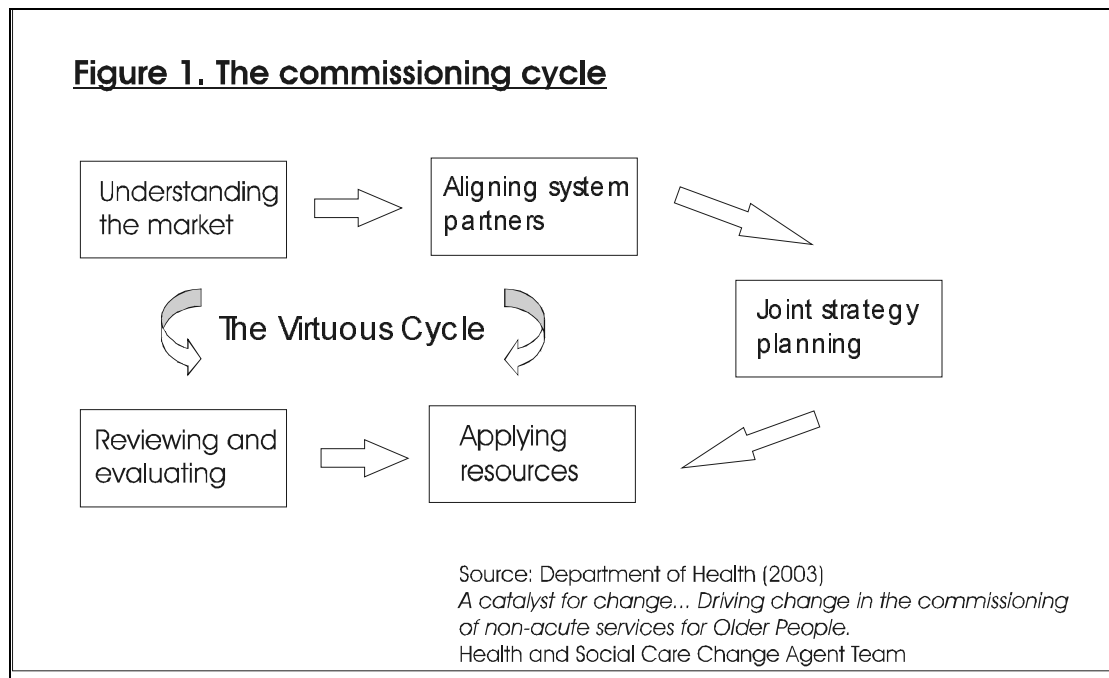 Figure 1. The commissioning cycle
Understanding
the market
Aligning system
partners
Joint strategy
planning
The Virtuous Cycle
Reviewing and
evaluating
Applying
resources
Source: Department of Health (2003)
A catalyst for change... Driving change in the commissioning
of non-acute services for Older People.
Health and Social Care Change Agent Team